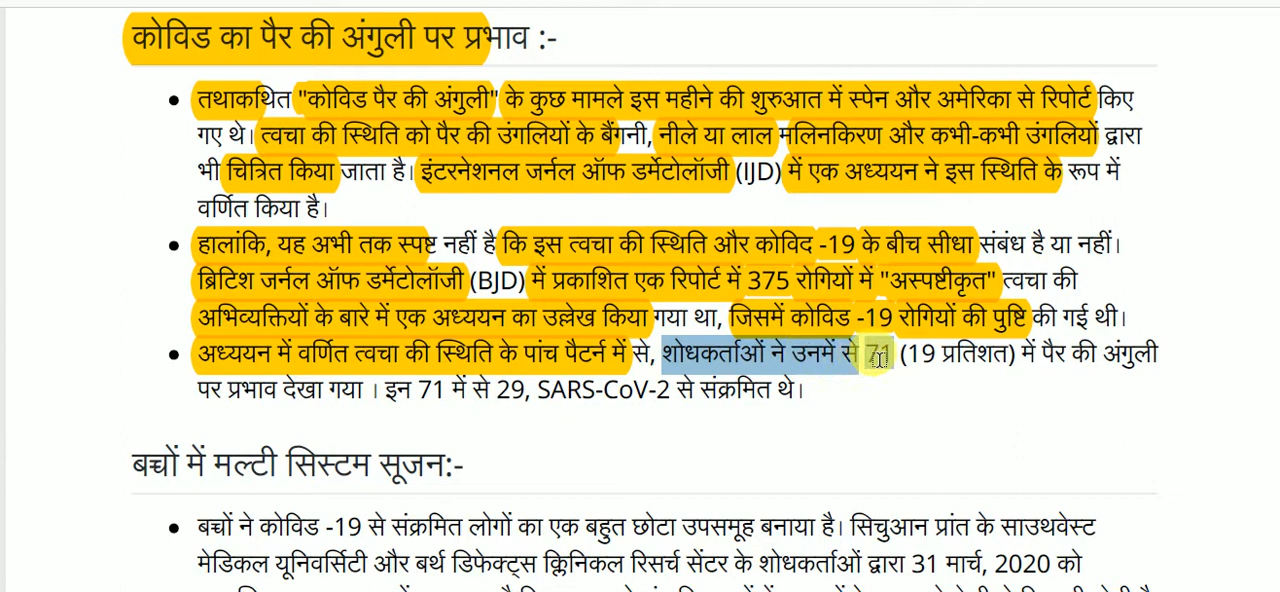 कोविड का पैर की अंगुली पर प्रभाव :-
तथाकथित "कोविड पैर की अंगुली" के कुछ मामले इस महीने की शुरुआत में स्पेन और अमेरिका से रिपोर्ट किए
गए थे। त्वचा की स्थिति को पैर की उंगलियों के बैंगनी, नीले या लाल मलिनकिरण और कभी-कभी उंगलियों द्वारा
भी चित्रित किया जाता है। इंटरनेशनल जर्नल ऑफ डर्मेटोलॉजी (IJD) में एक अध्ययन ने इस स्थिति के रूप में
वर्णित किया है।
हालांकि, यह अभी तक स्पष्ट नहीं है कि इस त्वचा की स्थिति और कोविद -19 के बीच सीधा संबंध है या नहीं।
ब्रिटिश जर्नल ऑफ डर्मेटोलॉजी (BJD) में प्रकाशित एक रिपोर्ट में 375 रोगियों में "अस्पष्टीकृत" त्वचा की
अभिव्यक्तियों के बारे में एक अध्ययन का उल्लेख किया गया था, जिसमें कोविड -19 रोगियों की पुष्टि की गई थी।
अध्ययन में वर्णित त्वचा की स्थिति के पांच पैटर्न में से, शोधकर्ताओं ने उनमें से 71 (19 प्रतिशत) में पैर की अंगुली
पर प्रभाव देखा गया । इन 71 में से 29, SARS-CoV-2 से संक्रमित थे।
बच्चों में मल्टी सिस्टम सूजन:-
बच्चों ने कोविड -19 से संक्रमित लोगों का एक बहुत छोटा उपसमूह बनाया है। सिचुआन प्रांत के साउथवेस्ट
मेडिकल यूनिवर्सिटी और बर्थ डिफेक्ट्स क्लिनिकल रिसर्च सेंटर के शोधकर्ताओं द्वारा 31 मार्च, 2020 को